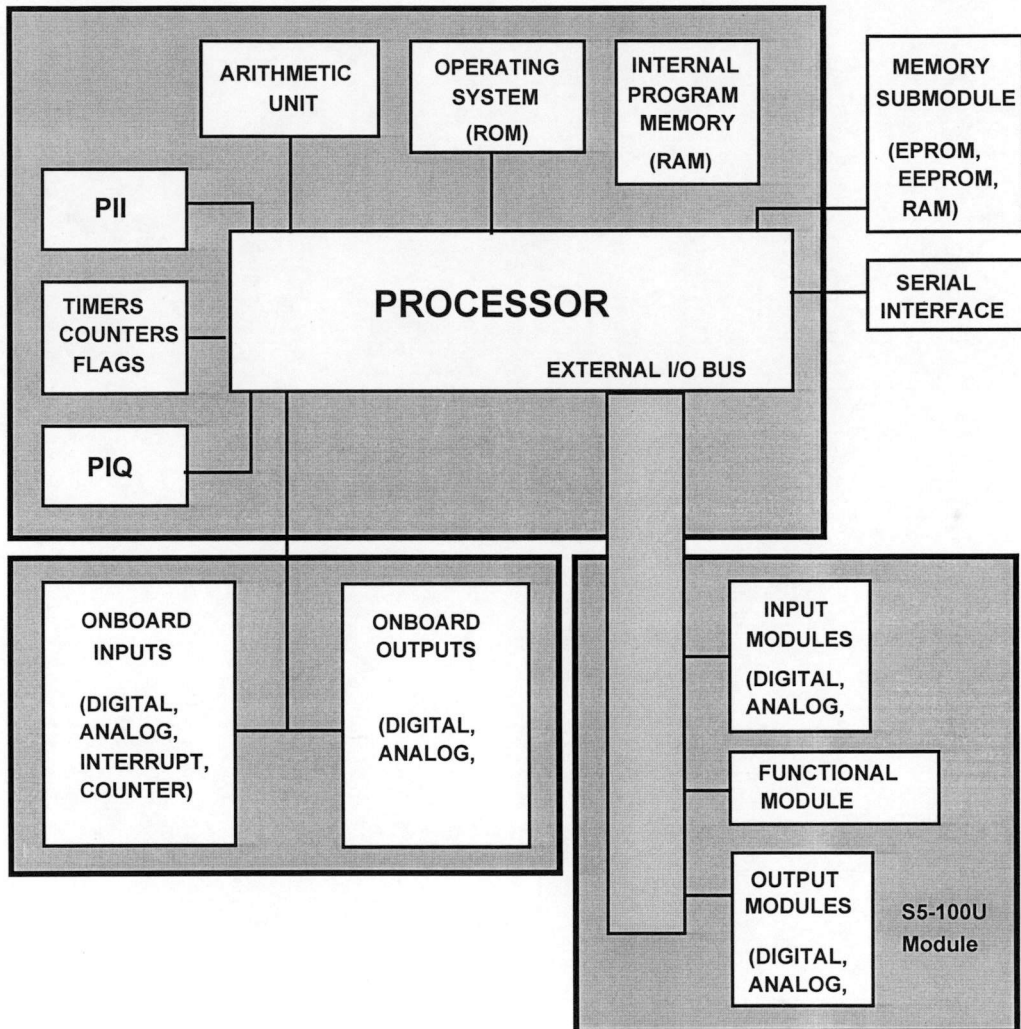 ARITHMETIC
UNIT
OPERATING
SYSTEM
(ROM)
INTERNAL
PROGRAM
MEMORY
(RAM)
MEMORY
SUBMODULE
(EPROM,
EEPROM,
RAM)
PII
TIMERS
COUNTERS
FLAGS
PIQ
PROCESSOR
EXTERNAL I/O BUS
SERIAL
INTERFACE
ONBOARD
INPUTS
(DIGITAL,
ANALOG,
INTERRUPT,
COUNTER)
ONBOARD
OUTPUTS
(DIGITAL,
ANALOG,
INPUT
MODULES
(DIGITAL,
ANALOG,
FUNCTIONAL
MODULE
OUTPUT
MODULES
(DIGITAL,
ANALOG,
S5-100U
Module